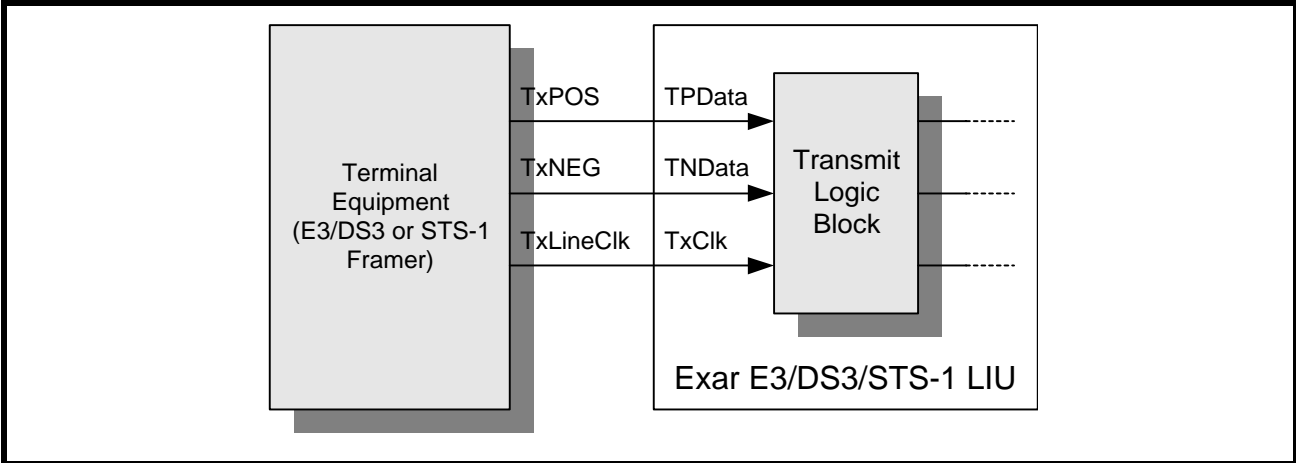 Terminal
Equipment
(E3/DS3 or STS-1
Framer)
TxPOS
TPData
TxNEG
TNData
TxLineClk
TxClk
Transmit
Logic
Block
Exar E3/DS3/STS-1 LIU